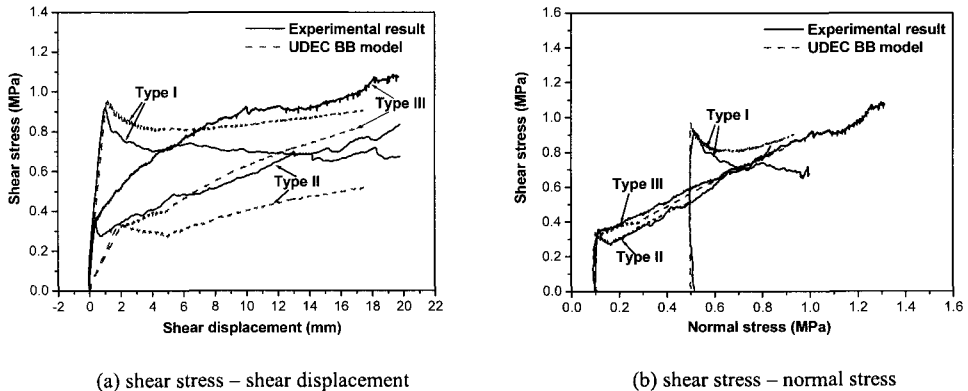 1.4
1.2
1.0
0.8
0.6
0.4
0.2
0.0
Shear stress (MPa)
Experimental result
UDEC BB model
Type I
Type III
Type II
-2 0 2 4 6 8 10 12 14 16 18 20 22
Shear displacement (mm)
(a) shear stress – shear displacement
1.6
1.4
1.2
1.0
0.8
0.6
0.4
0.2
0.0
Shear stress (MPa)
Experimental result
UDEC BB model
Type I
Type III
Type II
0.0 0.2 0.4 0.6 0.8 1.0 1.2 1.4 1.6
Normal stress (MPa)
(b) shear stress – normal stress